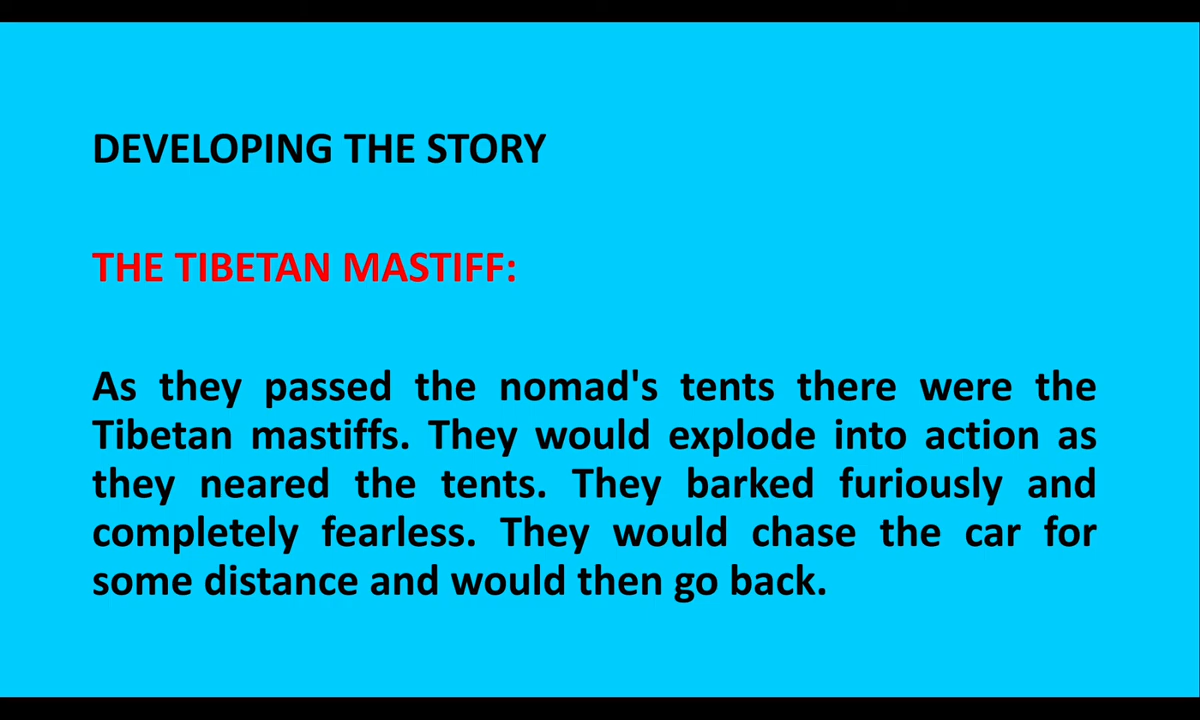 DEVELOPING THE STORY
THE TIBETAN MASTIFF:
As they passed the nomad's tents there were the
Tibetan mastiffs. They would explode into action as
they neared the tents. They barked furiously and
completely fearless. They would chase the car for
some distance and would then go back.